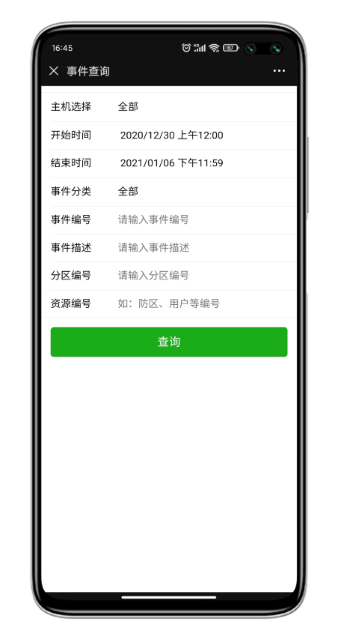 16:45
事件查询
主机选择 全部
开始时间 2020/12/30 上午12:00
结束时间 2021/01/06 下午11:59
事件分类 全部
事件编号 请输入事件编号
事件描述 请输入事件描述
分区编号 请输入分区编号
资源编号 如：防区、用户等编号
查询